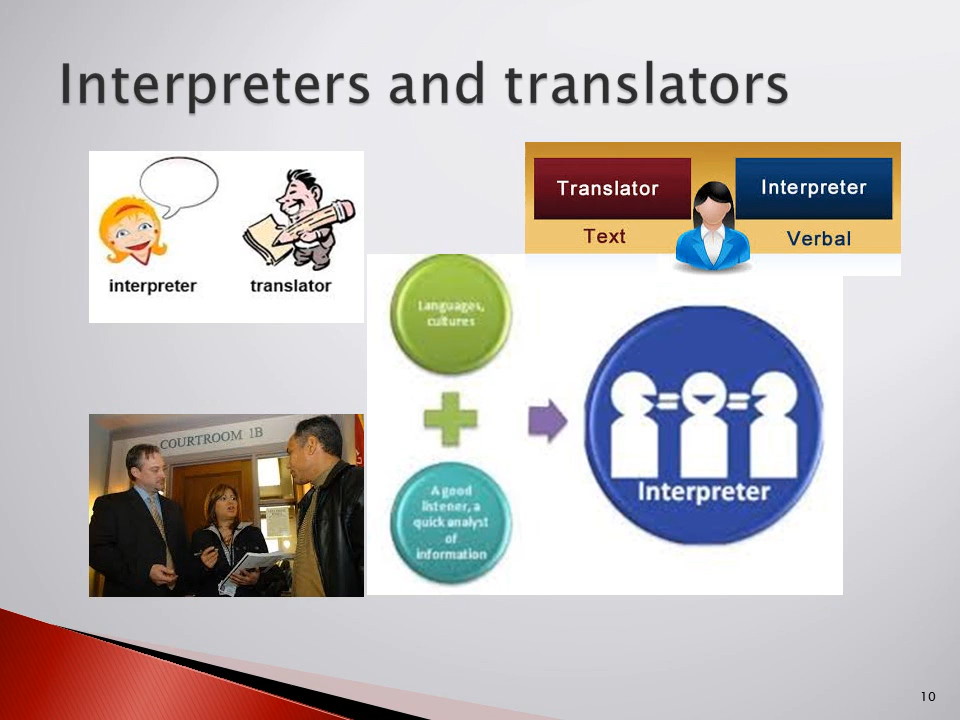 Interpreters and translators
interpreter
translator
Translator
Interpreter
Text
Verbal
Languages,
cultures
A good
listener, a
quick analyst
of
information
Interpreter
COURTROOM 1B
10